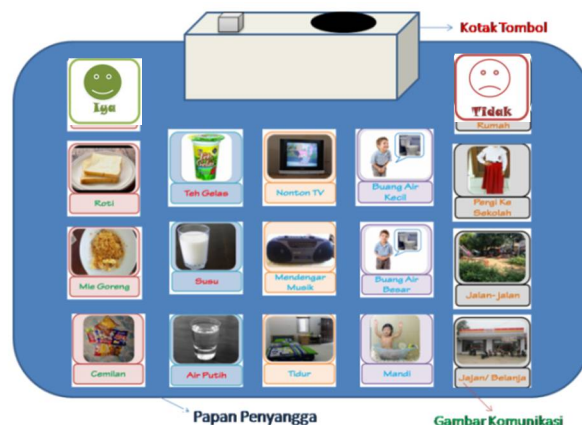 Kotak Tombol
Iya
Tidak
Rumah
Roti
Teh Gelas
Nonton TV
Buang Air
Kecil
Pergi Ke
Sekolah
Mie Goreng
Susu
Mendengar
Musik
Buang Air
Besar
Jalan-jalan
Cemilan
Air Putih
Tidur
Mandi
Jajan/ Belanja
Papan Penyangga
Gambar Komunikasi